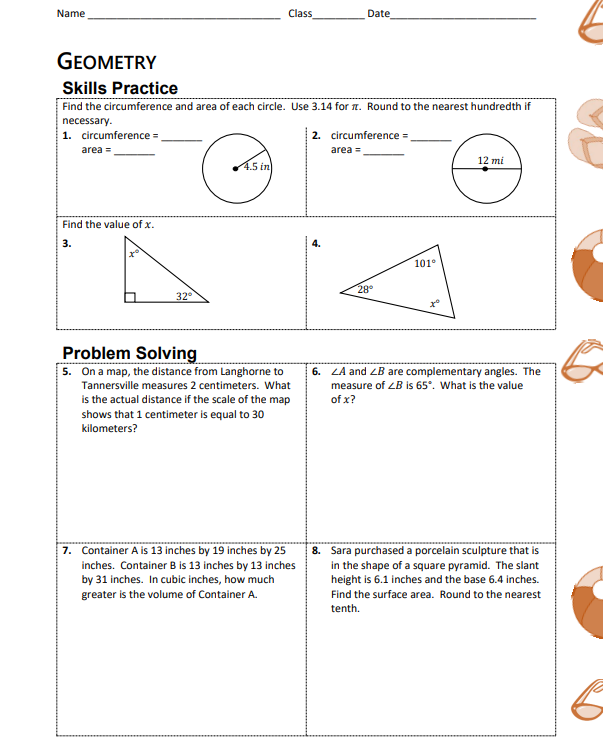 Name ______________________________ Class________ Date______________________
GEOMETRY
Skills Practice
Find the circumference and area of each circle. Use 3.14 for π. Round to the nearest hundredth if
necessary.
1. circumference = _______
area = _______
4.5 in
2. circumference = _______
area = _______
12 mi
Find the value of x.
3.
x°
32°
4.
101°
28°
x°
Problem Solving
5. On a map, the distance from Langhorne to
Tannersville measures 2 centimeters. What
is the actual distance if the scale of the map
shows that 1 centimeter is equal to 30
kilometers?
6. ∠A and ∠B are complementary angles. The
measure of ∠B is 65°. What is the value
of x?
7. Container A is 13 inches by 19 inches by 25
inches. Container B is 13 inches by 13 inches
by 31 inches. In cubic inches, how much
greater is the volume of Container A.
8. Sara purchased a porcelain sculpture that is
in the shape of a square pyramid. The slant
height is 6.1 inches and the base 6.4 inches.
Find the surface area. Round to the nearest
tenth.